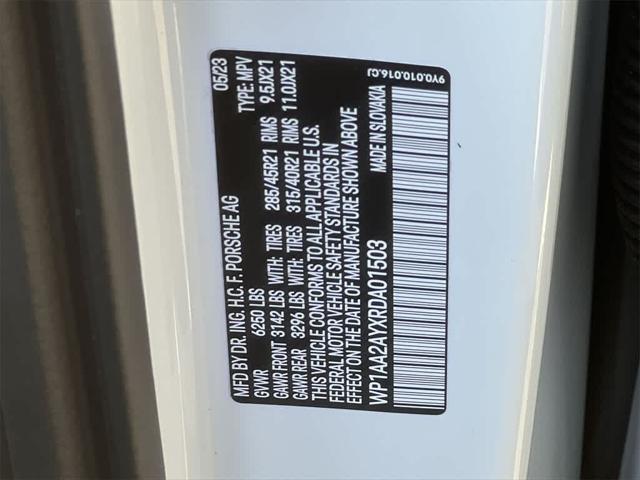 MFD BY DR. ING. H.C. F. PORSCHE AG 05/23
GVWR 6250 LBS TYPE: MPV
GAWR FRONT 3142 LBS WITH: TIRES 285/45R21 RIMS 9.5JX21
GAWR REAR 3296 LBS WITH: TIRES 315/40R21 RIMS 11.0JX21
THIS VEHICLE CONFORMS TO ALL APPLICABLE U.S.
FEDERAL MOTOR VEHICLE SAFETY STANDARDS IN
EFFECT ON THE DATE OF MANUFACTURE SHOWN ABOVE
WP1AA2AYXRDA01503 MADE IN SLOVAKIA
9Y0.010.016.CJ